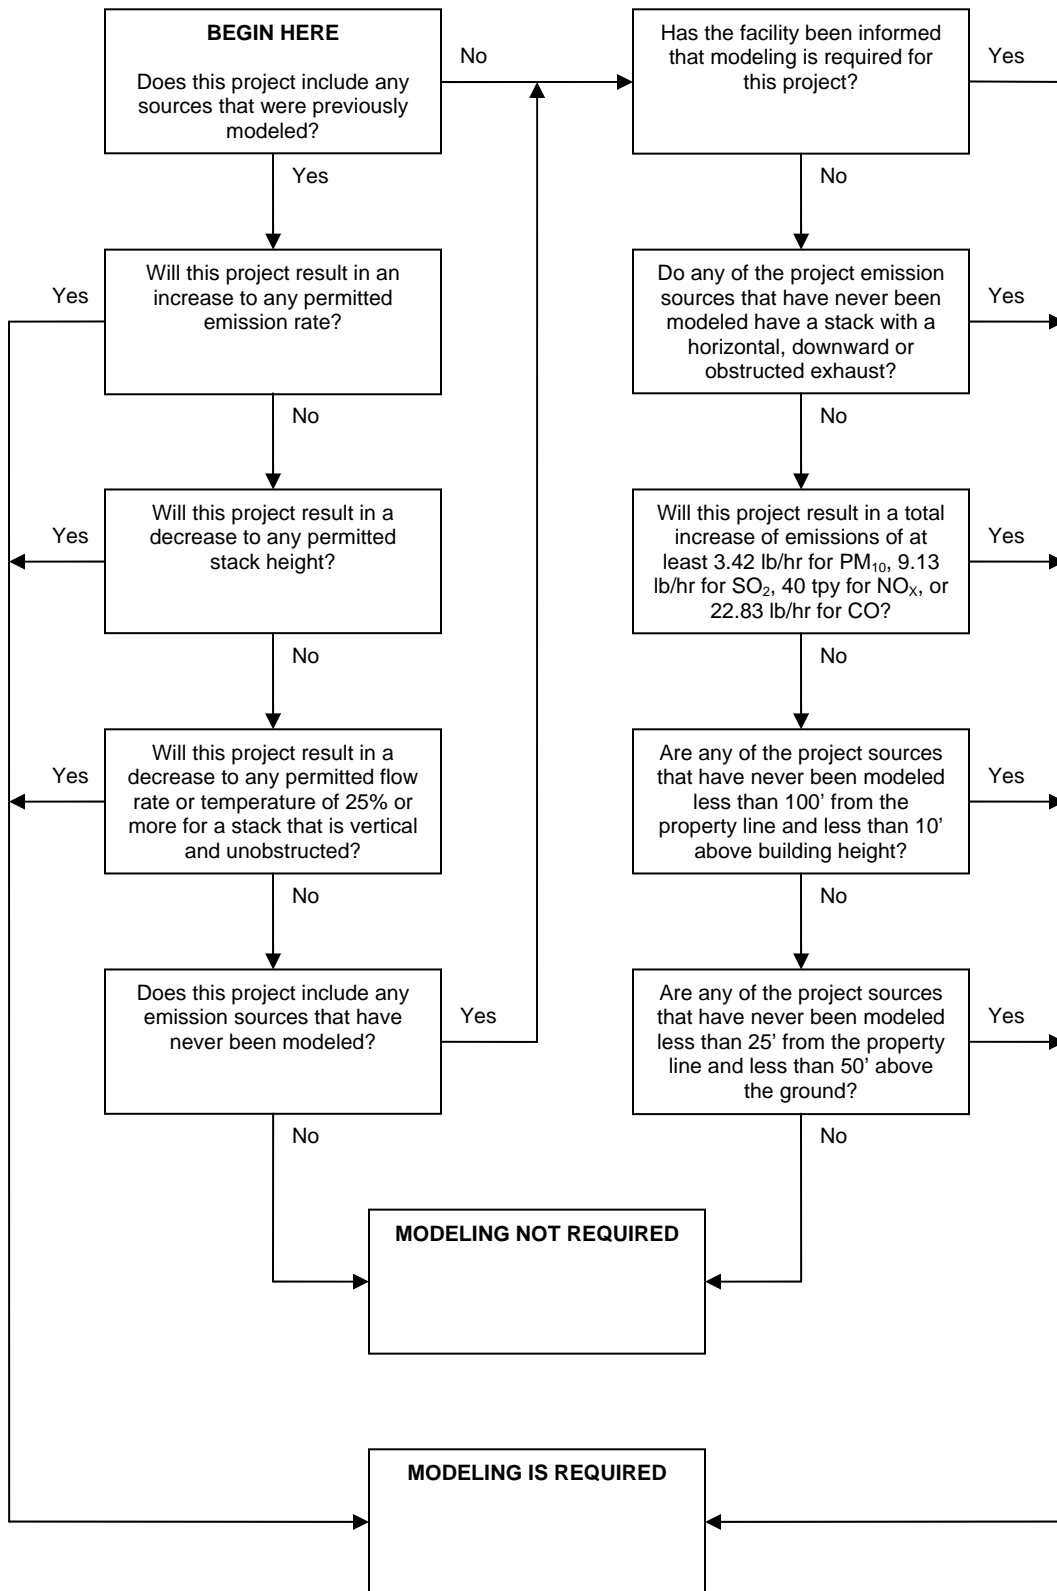 BEGIN HERE
Does this project include any
sources that were previously
modeled?
No
Yes
Will this project result in an
increase to any permitted
emission rate?
Yes
No
Will this project result in a
decrease to any permitted
stack height?
Yes
No
Will this project result in a
decrease to any permitted flow
rate or temperature of 25% or
more for a stack that is vertical
and unobstructed?
Yes
No
Does this project include any
emission sources that have
never been modeled?
Yes
No
Has the facility been informed
that modeling is required for
this project?
Yes
No
Do any of the project emission
sources that have never been
modeled have a stack with a
horizontal, downward or
obstructed exhaust?
Yes
No
Will this project result in a total
increase of emissions of at
least 3.42 lb/hr for PM₁₀, 9.13
lb/hr for SO₂, 40 tpy for NOₓ, or
22.83 lb/hr for CO?
Yes
No
Are any of the project sources
that have never been modeled
less than 100’ from the
property line and less than 10’
above building height?
Yes
No
Are any of the project sources
that have never been modeled
less than 25’ from the property
line and less than 50’ above
the ground?
Yes
No
MODELING NOT REQUIRED
MODELING IS REQUIRED